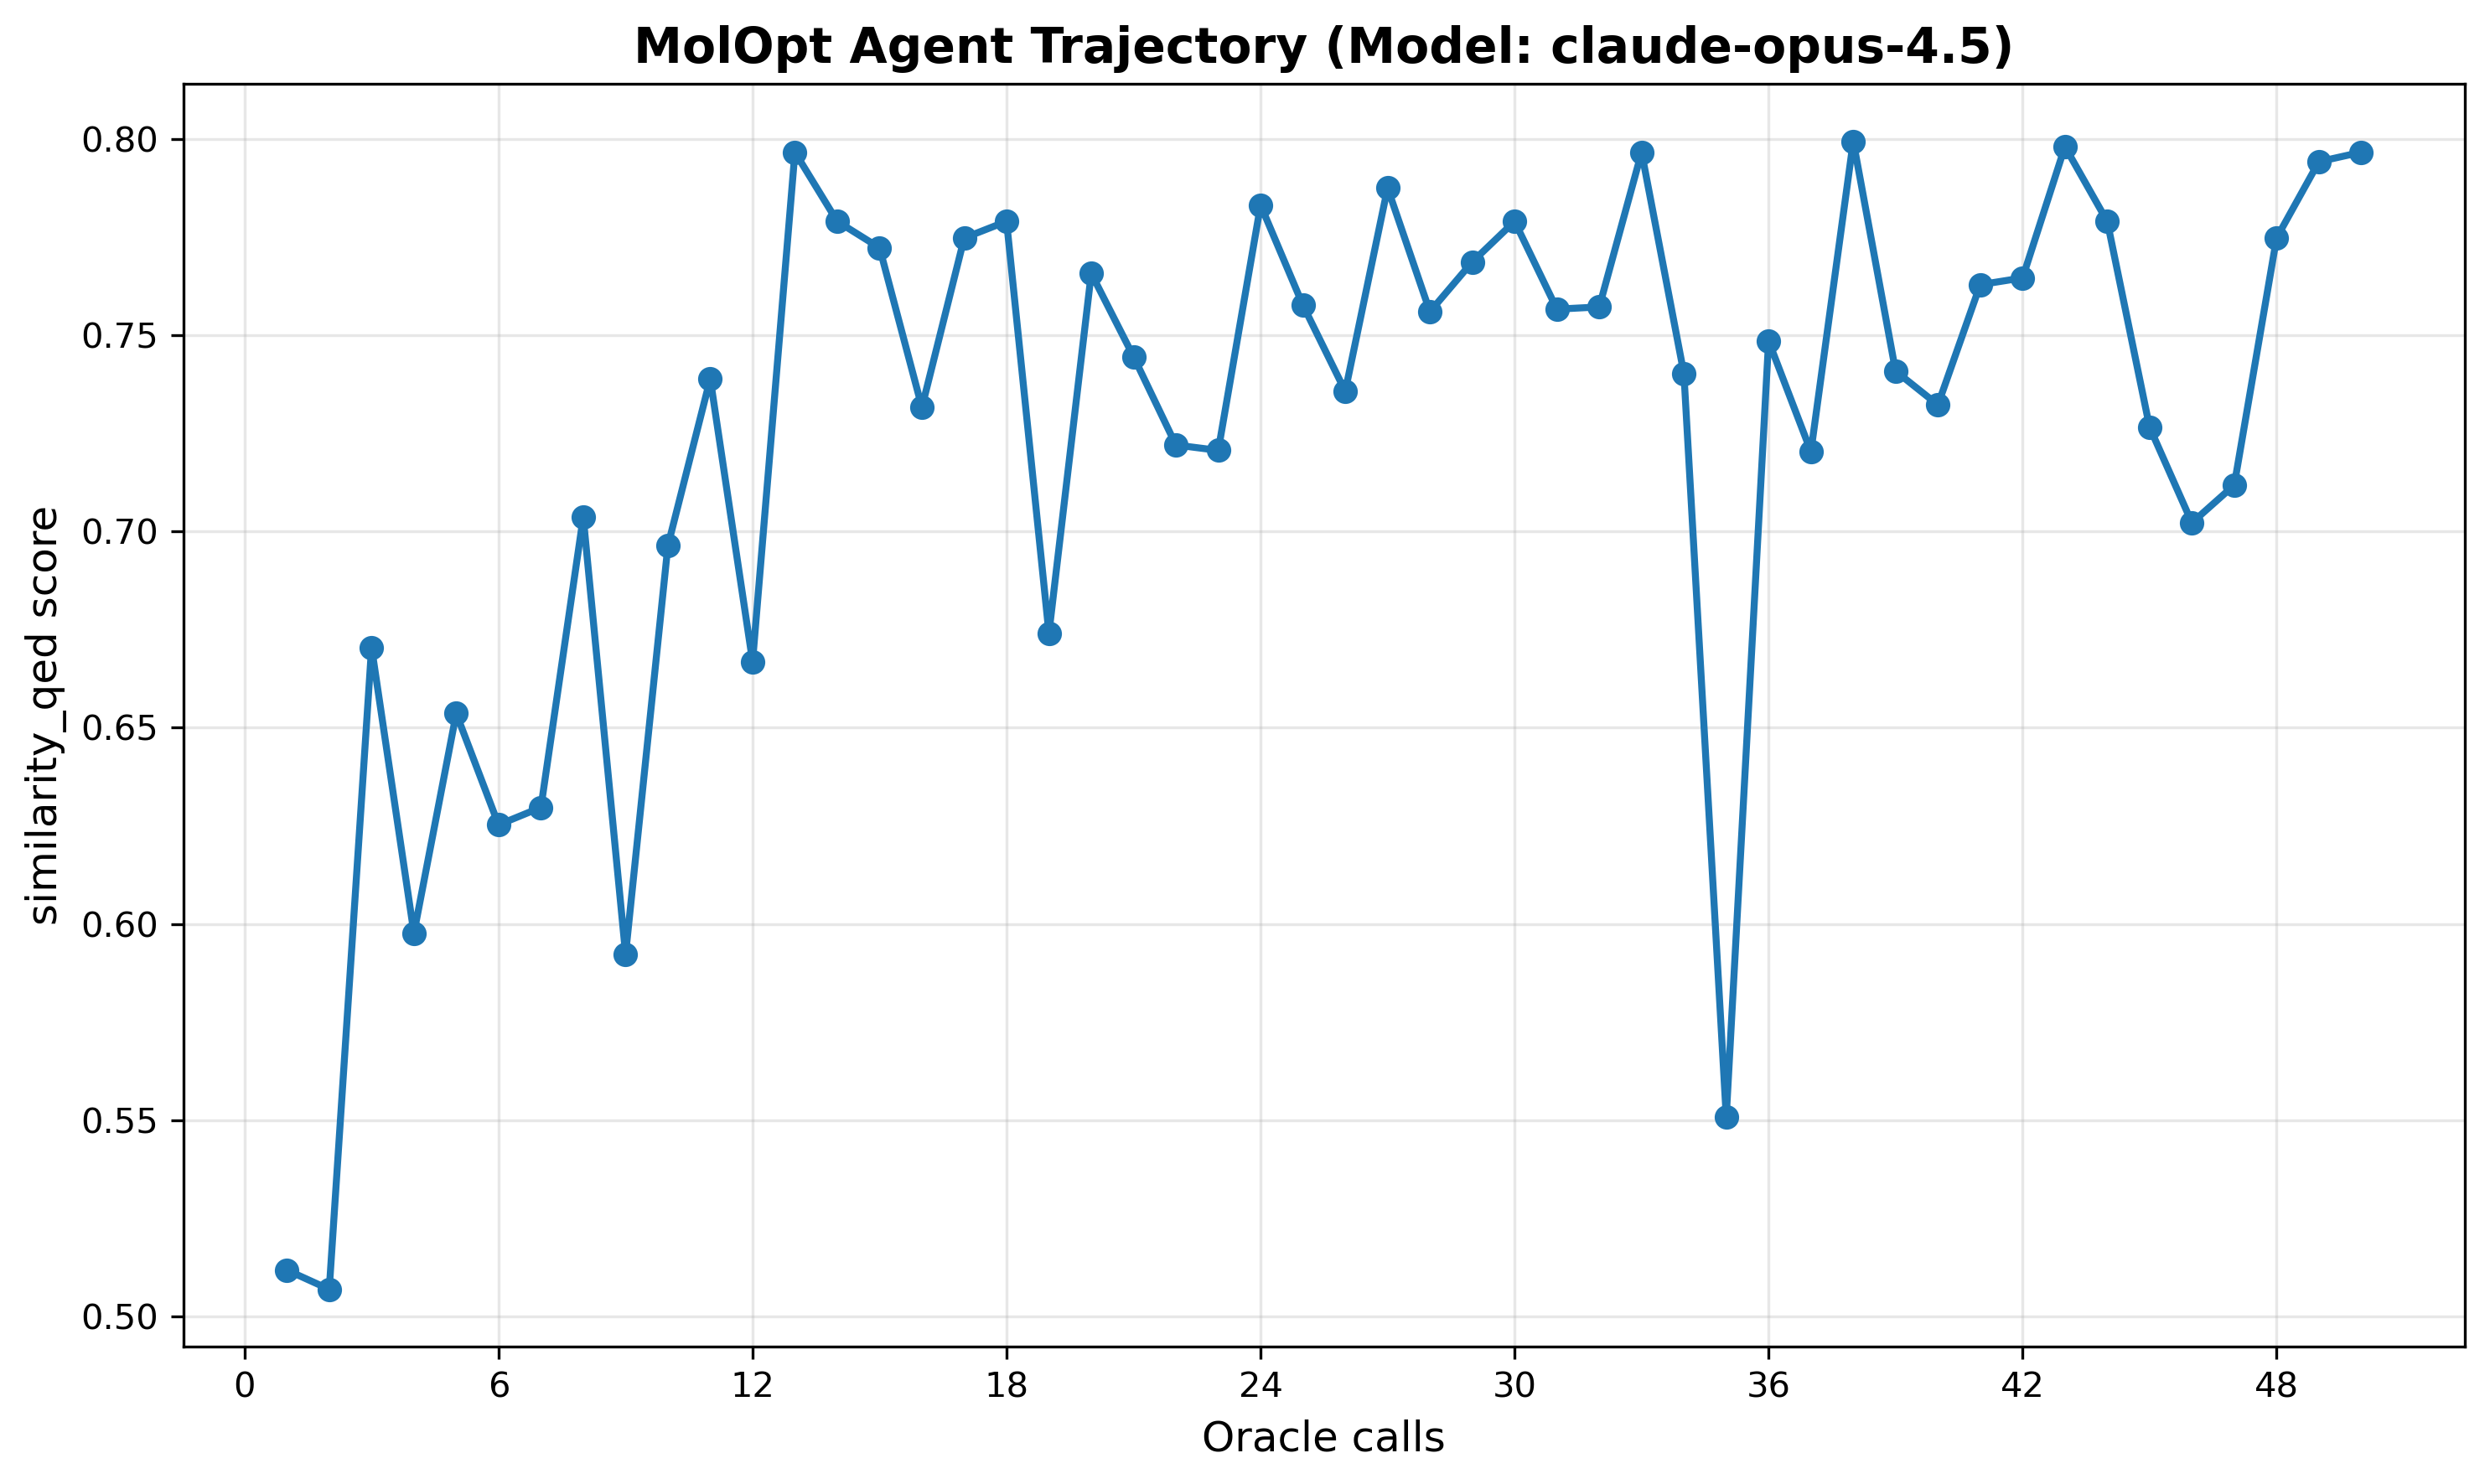 MolOpt Agent Trajectory (Model: claude-opus-4.5)
similarity_qed score
0.80
0.75
0.70
0.65
0.60
0.55
0.50
0 6 12 18 24 30 36 42 48
Oracle calls